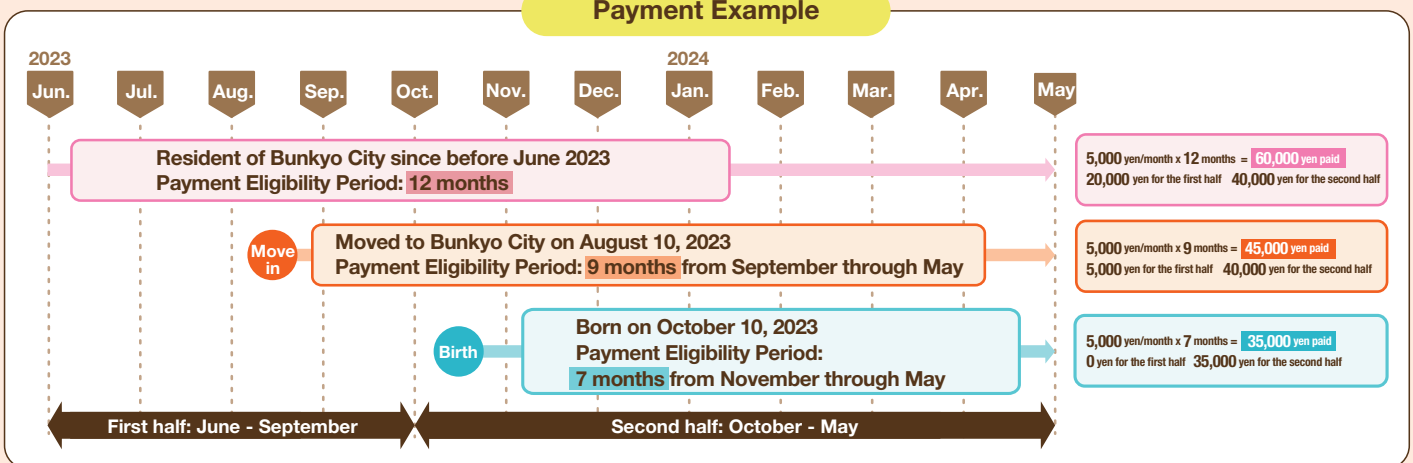 Payment Example
2023
2024
Jun. Jul. Aug. Sep. Oct. Nov. Dec. Jan. Feb. Mar. Apr. May
Resident of Bunkyo City since before June 2023
Payment Eligibility Period: 12 months
5,000 yen/month x 12 months = 60,000 yen paid
20,000 yen for the first half 40,000 yen for the second half
Move
in
Moved to Bunkyo City on August 10, 2023
Payment Eligibility Period: 9 months from September through May
5,000 yen/month x 9 months = 45,000 yen paid
5,000 yen for the first half 40,000 yen for the second half
Birth
Born on October 10, 2023
Payment Eligibility Period:
7 months from November through May
5,000 yen/month x 7 months = 35,000 yen paid
0 yen for the first half 35,000 yen for the second half
First half: June - September
Second half: October - May